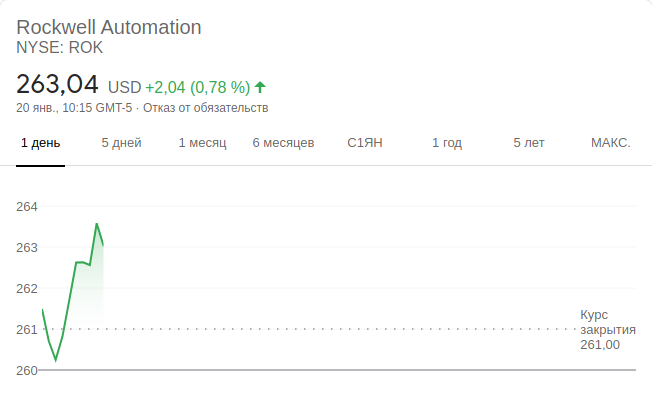 Rockwell Automation
NYSE: ROK
263,04 USD +2,04 (0,78 %)
20 янв., 10:15 GMT-5 · Отказ от обязательств
1 день 5 дней 1 месяц 6 месяцев С1ЯН 1 год 5 лет МАКС.
264
263
262
261
260
Курс
закрытия
261,00